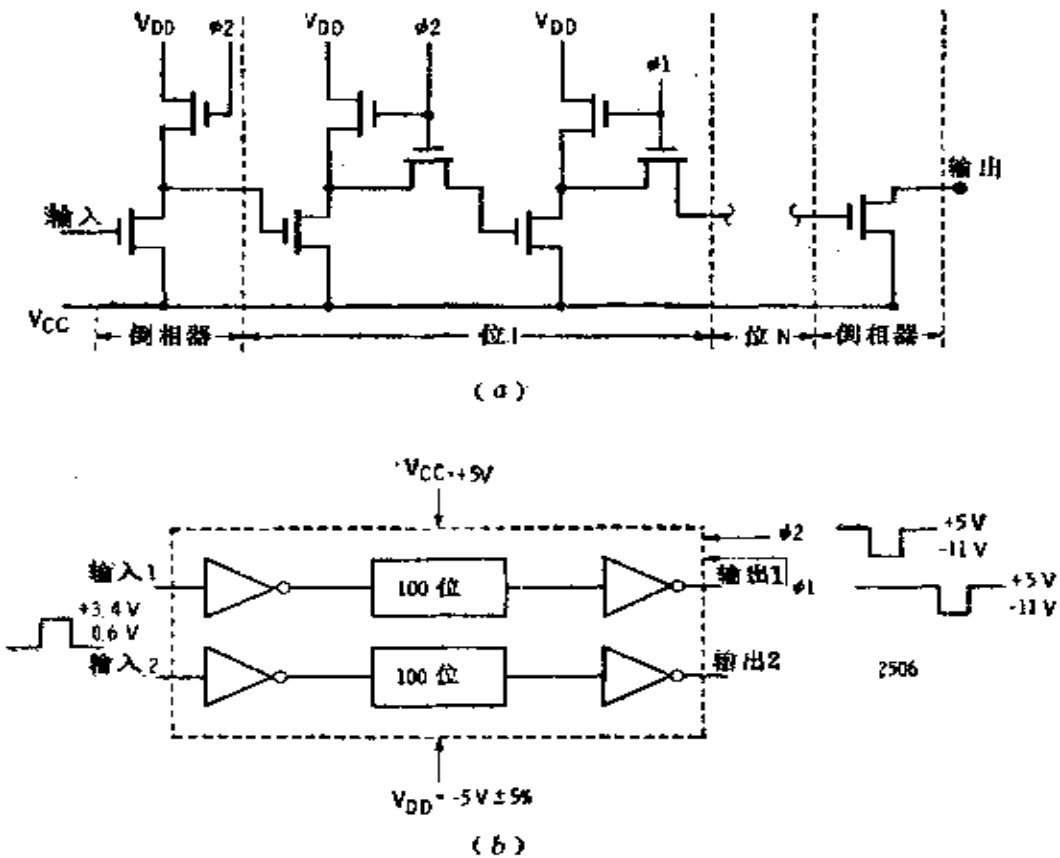 VDD φ2 VDD φ2 VDD
φ1
输入
输出
VCC
倒相器 位1 位N 倒相器
(a)
VCC=+5V
φ2
+5V
-11V
输入1
100位
输出1
φ1
+5V
-11V
+3.4V
0.6V
输入2
100位
输出2
2506
VDD=-5V±5%
(b)